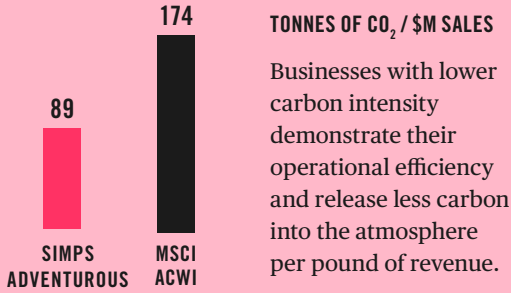 174
89
SIMPS
ADVENTUROUS
MSCI
ACWI
TONNES OF CO₂ / $M SALES
Businesses with lower
carbon intensity
demonstrate their
operational efficiency
and release less carbon
into the atmosphere
per pound of revenue.